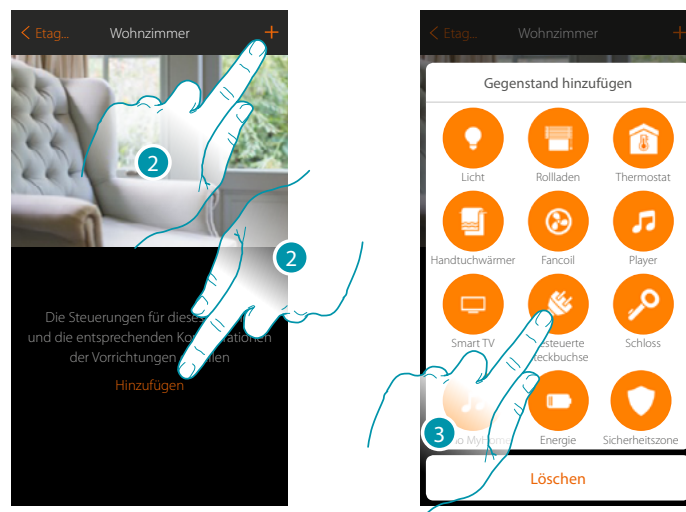 Etag...
Wohnzimmer
+
2
2
Die Steuerungen für diese
und die entsprechenden
der Vorrichtungen
Hinzufügen
Etag...
Wohnzimmer
+
Gegenstand hinzufügen
Licht
Rollladen
Thermostat
Handtuchwärmer
Fancoil
Player
Smart TV
Schloss
3
MyHome
Energie
Sicherheitszone
Löschen